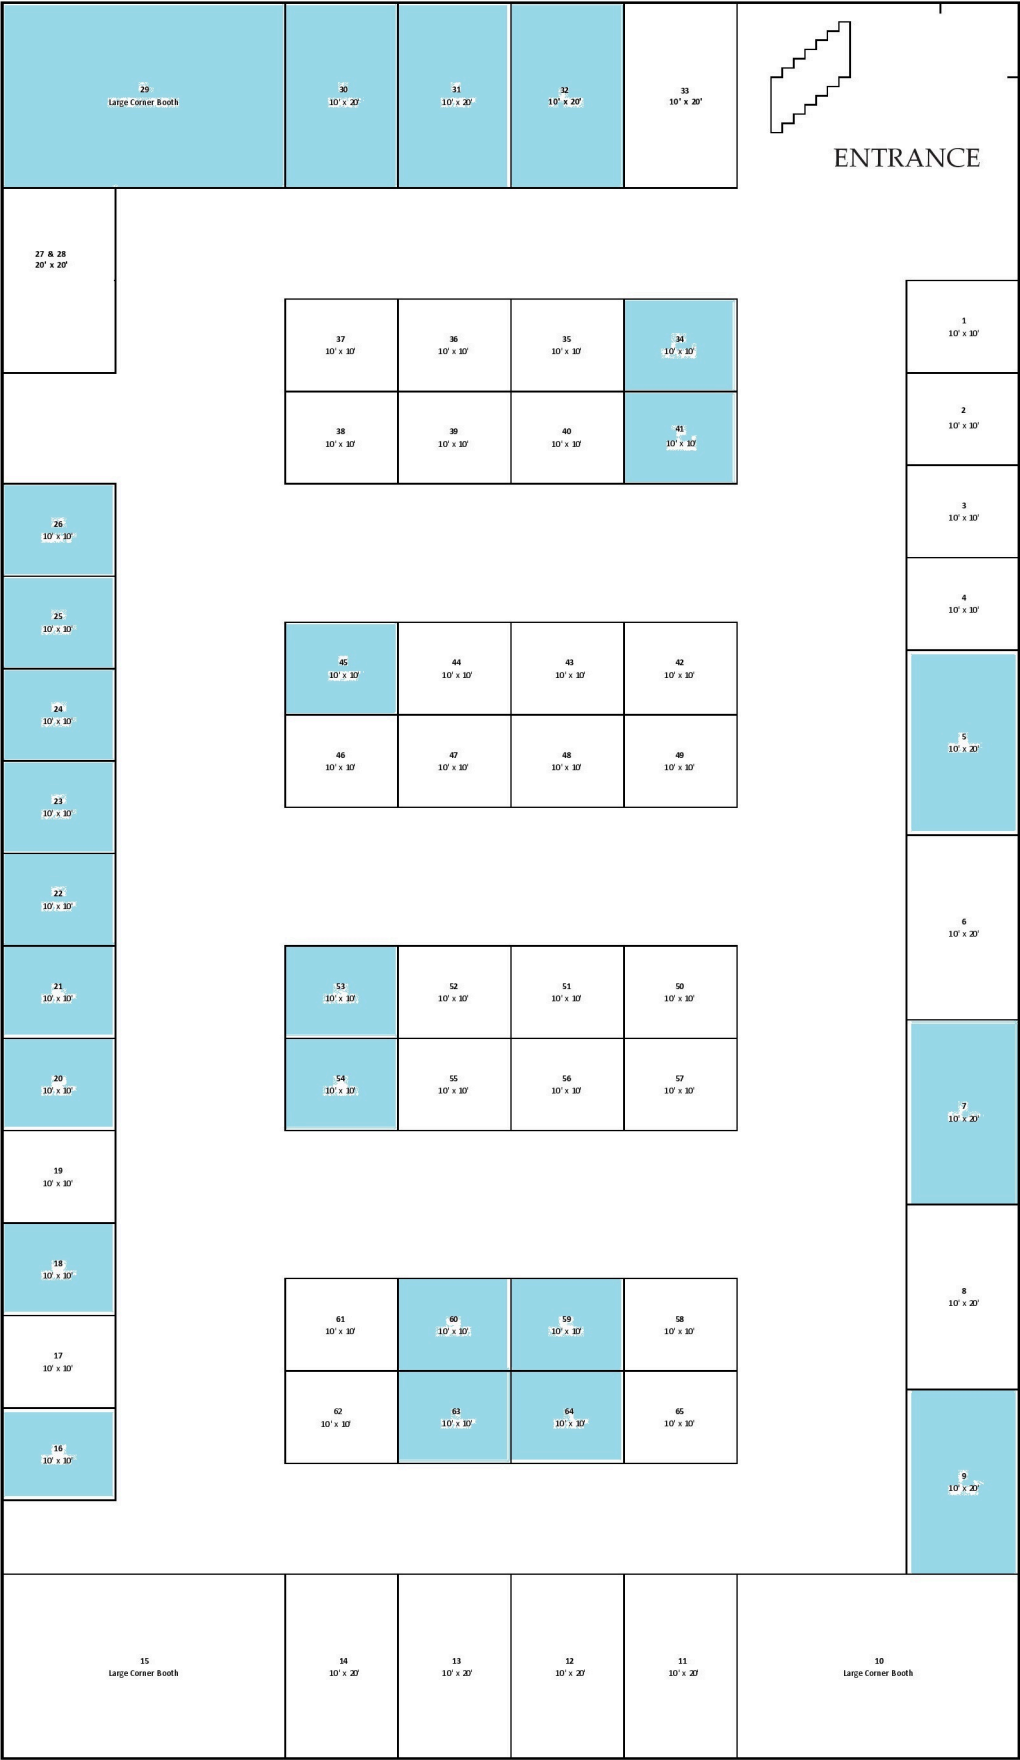 29
Large Corner Booth
30
10' x 20'
31
10' x 20'
32
10' x 20'
33
10' x 20'
ENTRANCE
27 & 28
20' x 20'
1
10' x 10'
37
10' x 10'
36
10' x 10'
35
10' x 10'
34
10' x 10'
2
10' x 10'
38
10' x 10'
39
10' x 10'
40
10' x 10'
41
10' x 10'
3
10' x 10'
26
10' x 10'
4
10' x 10'
25
10' x 10'
45
10' x 10'
44
10' x 10'
43
10' x 10'
42
10' x 10'
24
10' x 10'
5
10' x 20'
46
10' x 10'
47
10' x 10'
48
10' x 10'
49
10' x 10'
23
10' x 10'
22
10' x 10'
6
10' x 20'
21
10' x 10'
53
10' x 10'
52
10' x 10'
51
10' x 10'
50
10' x 10'
20
10' x 10'
54
10' x 10'
55
10' x 10'
56
10' x 10'
57
10' x 10'
7
10' x 20'
19
10' x 10'
18
10' x 10'
8
10' x 20'
61
10' x 10'
60
10' x 10'
59
10' x 10'
58
10' x 10'
17
10' x 10'
62
10' x 10'
63
10' x 10'
64
10' x 10'
65
10' x 10'
16
10' x 10'
9
10' x 20'
15
Large Corner Booth
14
10' x 20'
13
10' x 20'
12
10' x 20'
11
10' x 20'
10
Large Corner Booth